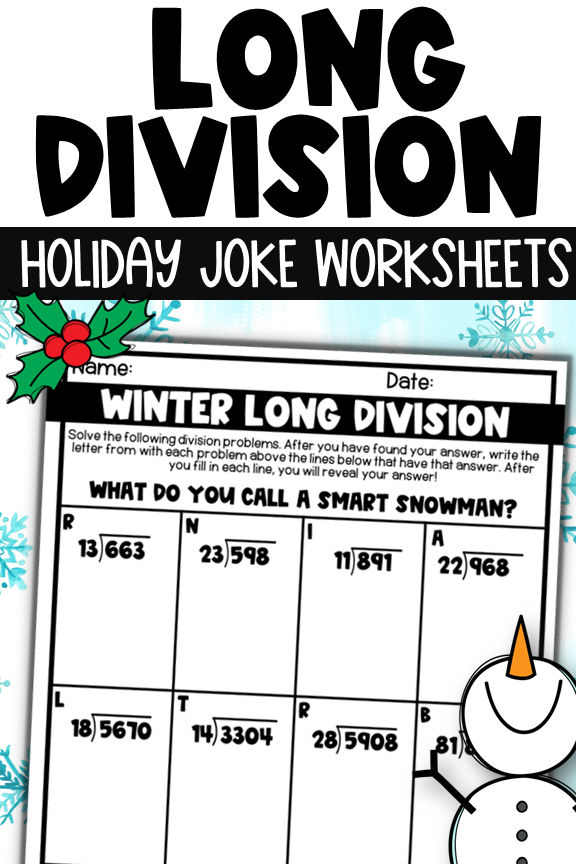 LONG
DIVISION
HOLIDAY JOKE WORKSHEETS
Name:
Date:
WINTER LONG DIVISION
Solve the following division problems. After you have found your answer, write the
letter from with each problem above the lines below that have that answer. After
you fill in each line, you will reveal your answer!
WHAT DO YOU CALL A SMART SNOWMAN?
R N I A
13)663 23)598 11)891 22)968
L T R B
18)5670 14)3304 28)5908 81)